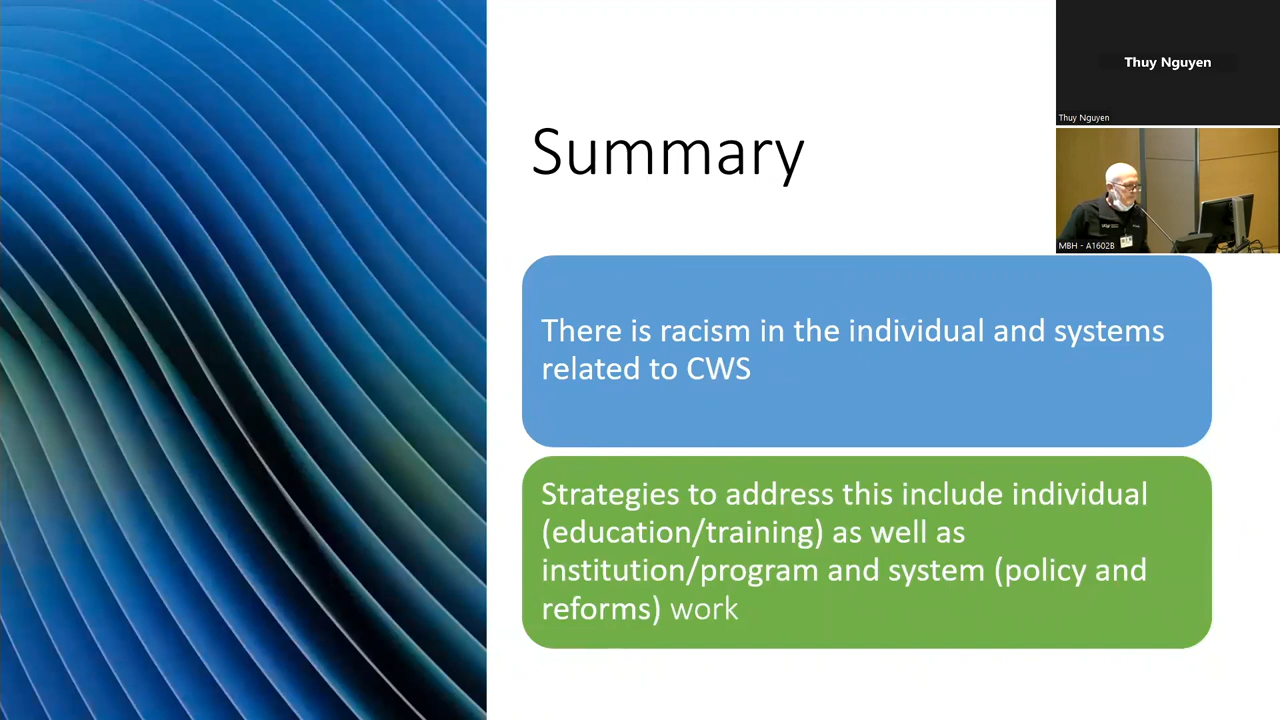 Thuy Nguyen
Thuy Nguyen
Summary
MBH - A1602B
There is racism in the individual and systems
related to CWS
Strategies to address this include individual
(education/training) as well as
institution/program and system (policy and
reforms) work